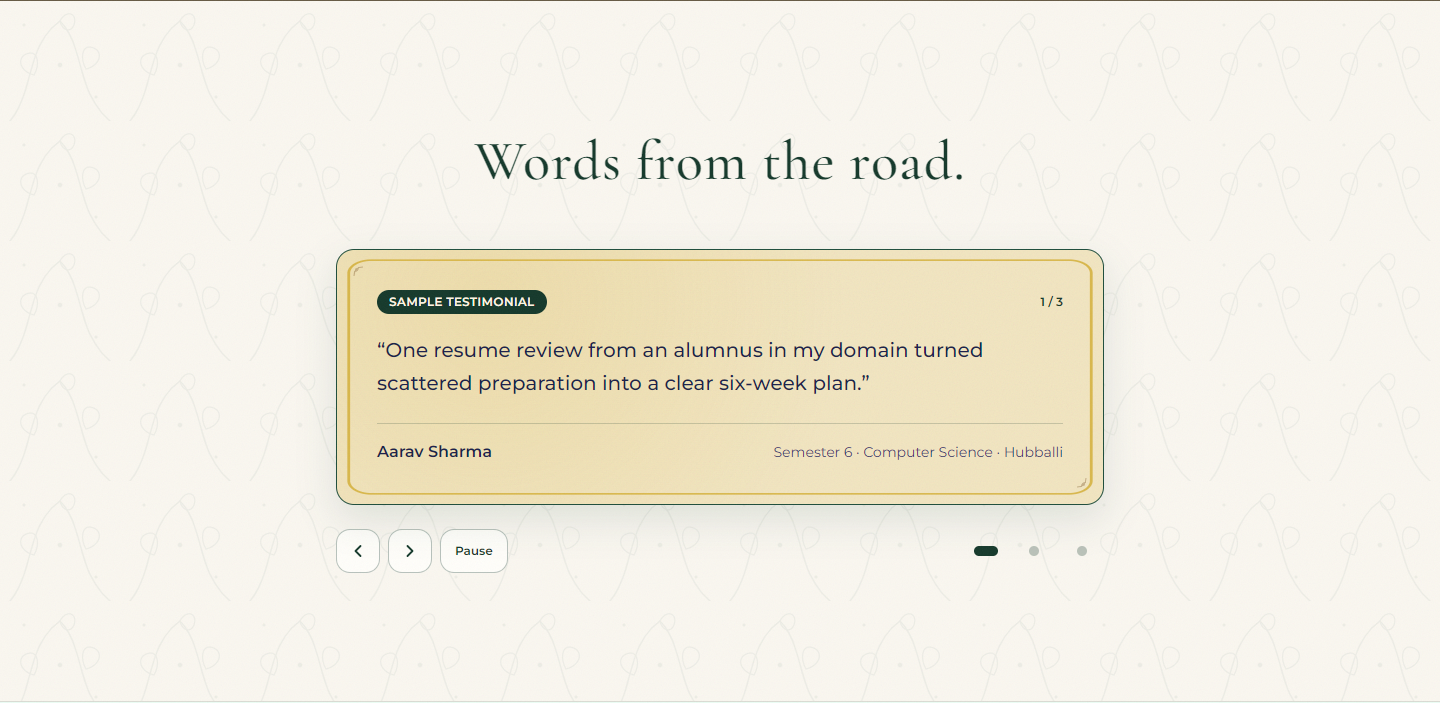 Words from the road.
SAMPLE TESTIMONIAL
1 / 3
“One resume review from an alumnus in my domain turned
scattered preparation into a clear six-week plan.”
Aarav Sharma
Semester 6 · Computer Science · Hubballi
Pause